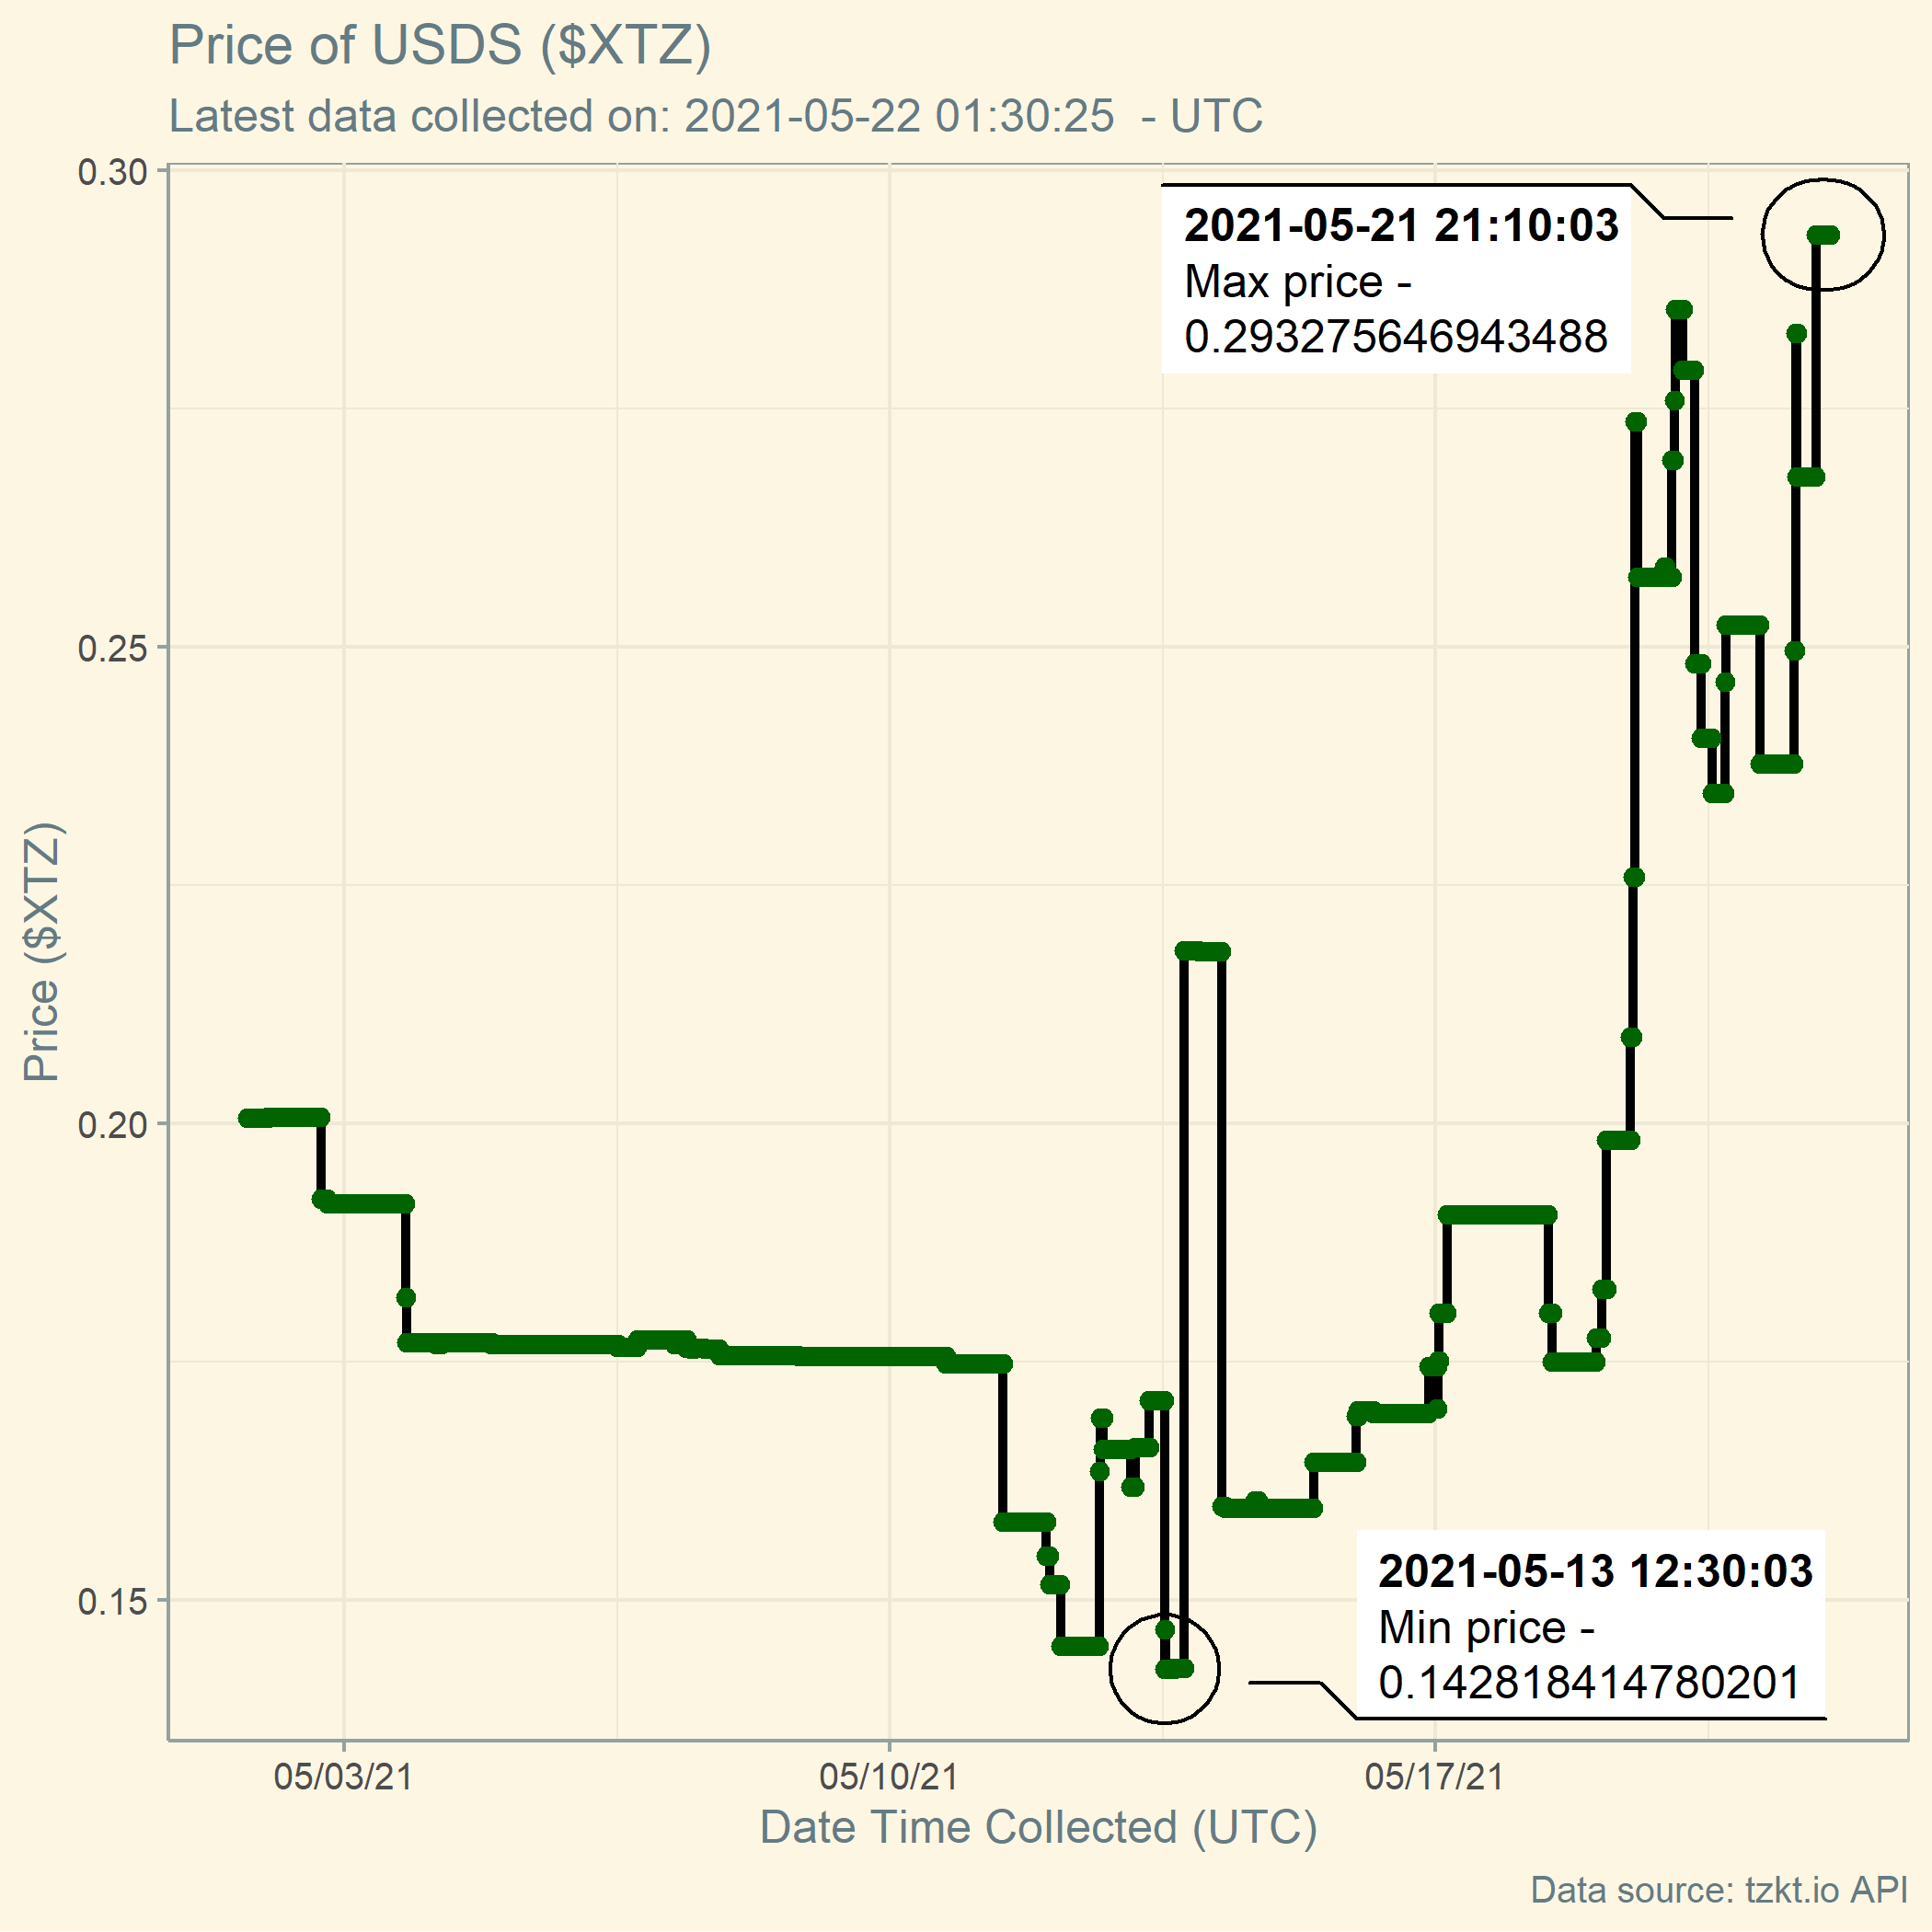 Price of USDS ($XTZ)
Latest data collected on: 2021-05-22 01:30:25  - UTC
0.30
0.25
0.20
0.15
Price ($XTZ)
2021-05-21 21:10:03
Max price -
0.293275646943488
2021-05-13 12:30:03
Min price -
0.142818414780201
05/03/21
05/10/21
05/17/21
Date Time Collected (UTC)
Data source: tzkt.io API